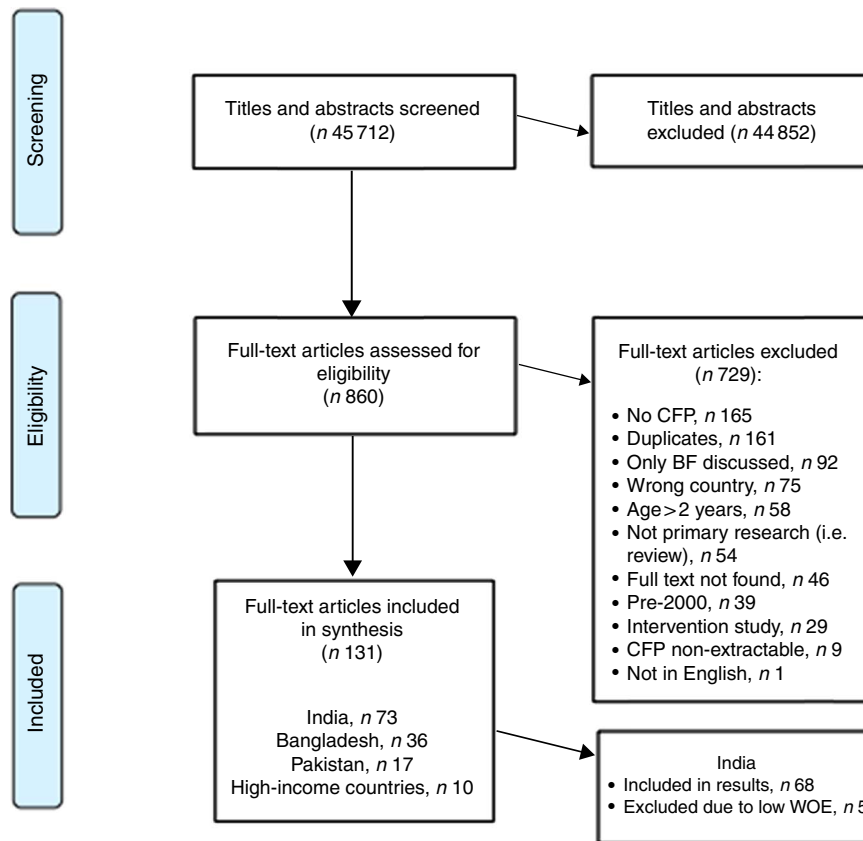 Screening
Titles and abstracts screened
(n 45 712)
Titles and abstracts
excluded (n 44 852)
Eligibility
Full-text articles assessed for
eligibility
(n 860)
Full-text articles excluded
(n 729):
• No CFP, n 165
• Duplicates, n 161
• Only BF discussed, n 92
• Wrong country, n 75
• Age>2 years, n 58
• Not primary research (i.e.
review), n 54
• Full text not found, n 46
• Pre-2000, n 39
• Intervention study, n 29
• CFP non-extractable, n 9
• Not in English, n 1
Included
Full-text articles included
in synthesis
(n 131)
India, n 73
Bangladesh, n 36
Pakistan, n 17
High-income countries, n 10
India
• Included in results, n 68
• Excluded due to low WOE, n 5